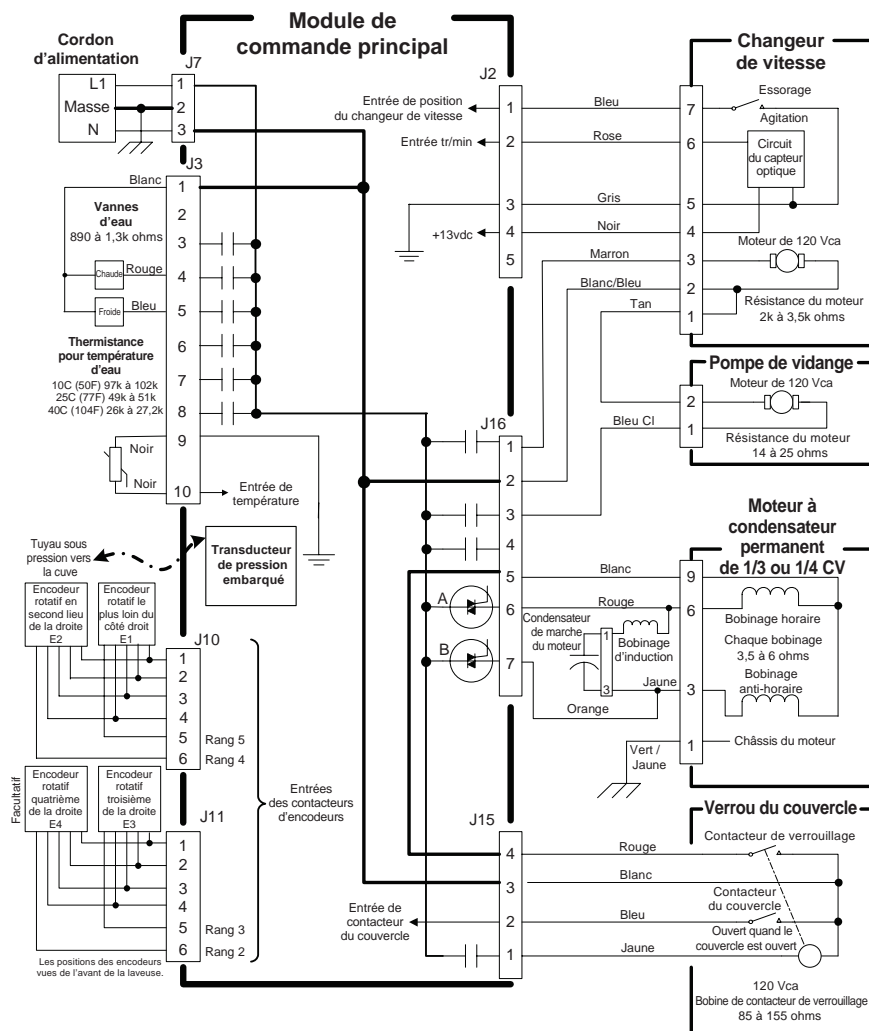 Module de
commande principal
Cordon
d'alimentation
L1
Masse
N
J7
1
2
3
J3
Blanc
1
2
3
4
5
6
7
8
9
10
Vannes
d'eau
890 à 1,3k ohms
Chaude
Rouge
Froide
Bleu
Thermistance
pour température
d'eau
10C (50F) 97k à 102k
25C (77F) 49k à 51k
40C (104F) 26k à 27,2k
Noir
Noir
Entrée de
température
Tuyau sous
pression vers
la cuve
Transducteur
de pression
embarqué
Encodeur
rotatif en
second lieu
de la droite
E2
Encodeur
rotatif le
plus loin du
côté droit
E1
J10
1
2
3
4
5
6
Rang 5
Rang 4
Facultatif
Encodeur
rotatif
quatrième
de la droite
E4
Encodeur
rotatif
troisième
de la droite
E3
J11
1
2
3
4
5
6
Rang 3
Rang 2
Entrées
des contacteurs
d'encodeurs
Les positions des encodeurs
vues de l'avant de la laveuse.
J2
1
2
3
4
5
Entrée de position
du changeur de vitesse
Entrée tr/min
+13vdc
Bleu
Rose
Gris
Noir
Marron
Blanc/Bleu
Tan
Changeur
de vitesse
7
6
5
4
3
2
1
Essorage
Agitation
Circuit
du capteur
optique
Moteur de 120 Vca
Résistance du moteur
2k à 3,5k ohms
Pompe de vidange
Moteur de 120 Vca
2
1
Bleu Cl
Résistance du moteur
14 à 25 ohms
J16
1
2
3
4
5
6
7
A
B
Blanc
Rouge
Condensateur
de marche
du moteur
1
3
Bobinage
d'induction
Jaune
Orange
Vert /
Jaune
Moteur à
condensateur
permanent
de 1/3 ou 1/4 CV
9
6
3
1
Bobinage horaire
Chaque bobinage
3,5 à 6 ohms
Bobinage
anti-horaire
Châssis du moteur
J15
4
3
2
1
Entrée de
contacteur
du couvercle
Rouge
Blanc
Bleu
Jaune
Verrou du couvercle
Contacteur de verrouillage
Contacteur
du couvercle
Ouvert quand le
couvercle est ouvert
120 Vca
Bobine de contacteur de verrouillage
85 à 155 ohms